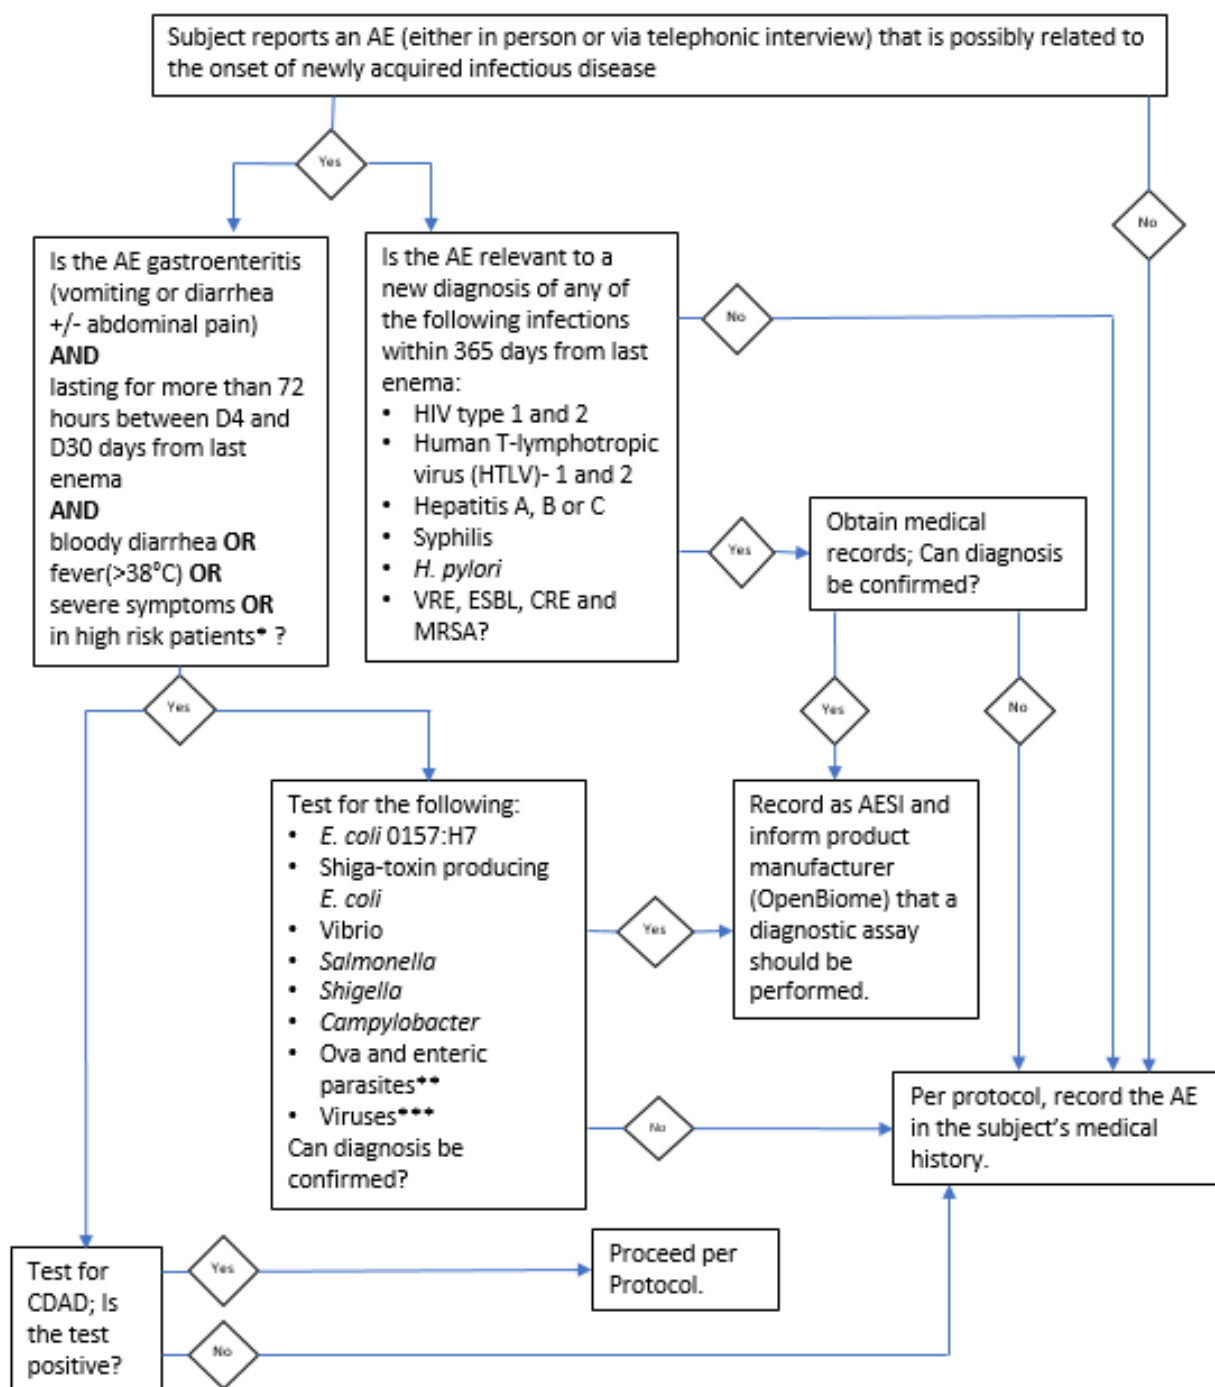 Subject reports an AE (either in person or via telephonic interview) that is possibly related to
the onset of newly acquired infectious disease
Yes
No
Is the AE gastroenteritis
(vomiting or diarrhea
+/- abdominal pain)
AND
lasting for more than 72
hours between D4 and
D30 days from last
enema
AND
bloody diarrhea OR
fever(>38°C) OR
severe symptoms OR
in high risk patients* ?
Is the AE relevant to a
new diagnosis of any of
the following infections
within 365 days from last
enema:
• HIV type 1 and 2
• Human T-lymphotropic
virus (HTLV)- 1 and 2
• Hepatitis A, B or C
• Syphilis
• H. pylori
• VRE, ESBL, CRE and
MRSA?
No
Yes
Obtain medical
records; Can diagnosis
be confirmed?
Yes
Yes
No
Test for the following:
• E. coli 0157:H7
• Shiga-toxin producing
E. coli
• Vibrio
• Salmonella
• Shigella
• Campylobacter
• Ova and enteric
parasites**
• Viruses***
Can diagnosis be
confirmed?
Yes
No
Record as AESI and
inform product
manufacturer
(OpenBiome) that a
diagnostic assay
should be
performed.
Per protocol, record the AE
in the subject's medical
history.
Test for
CDAD; Is
the test
positive?
Yes
No
Proceed per
Protocol.